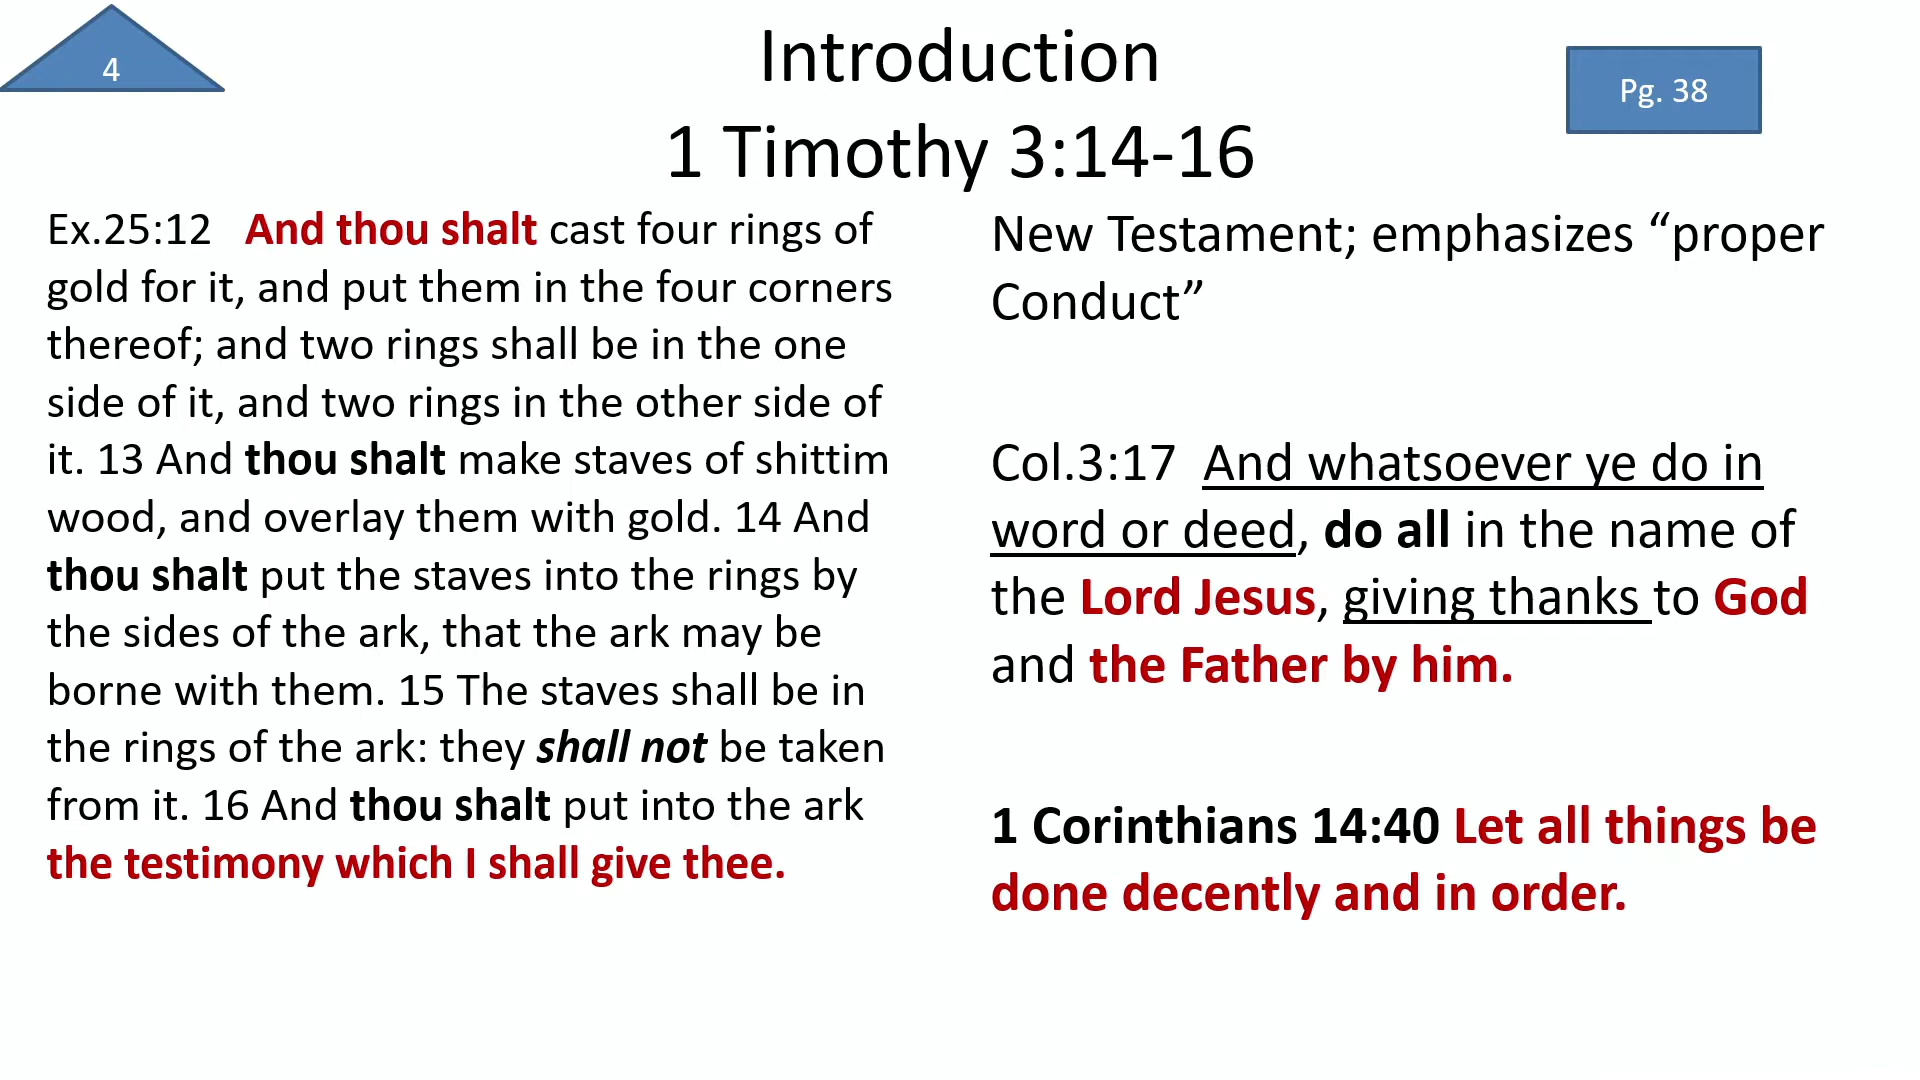 4
Introduction
1 Timothy 3:14-16
Pg. 38
Ex.25:12   And thou shalt cast four rings of
gold for it, and put them in the four corners
thereof; and two rings shall be in the one
side of it, and two rings in the other side of
it. 13 And thou shalt make staves of shittim
wood, and overlay them with gold. 14 And
thou shalt put the staves into the rings by
the sides of the ark, that the ark may be
borne with them. 15 The staves shall be in
the rings of the ark: they shall not be taken
from it. 16 And thou shalt put into the ark
the testimony which I shall give thee.
New Testament; emphasizes “proper
Conduct”
Col.3:17  And whatsoever ye do in
word or deed, do all in the name of
the Lord Jesus, giving thanks to God
and the Father by him.
1 Corinthians 14:40 Let all things be
done decently and in order.